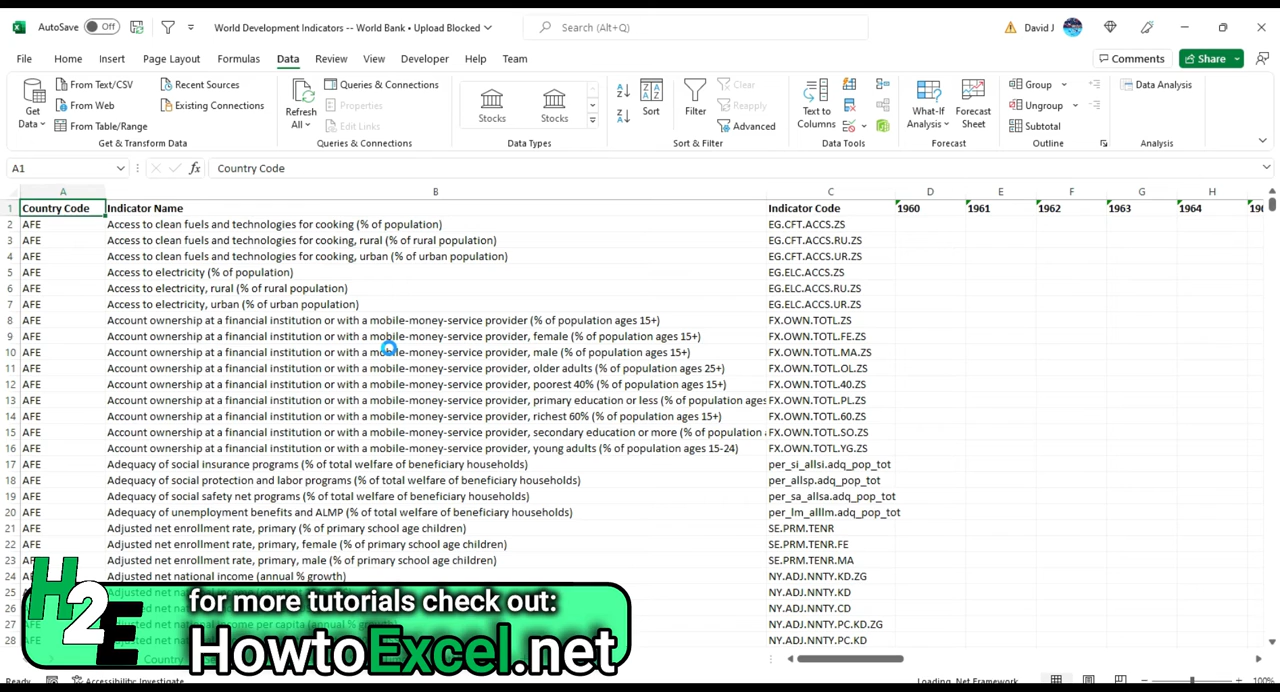 AutoSave Off World Development Indicators -- World Bank • Upload Blocked Search (Alt+Q) David J
File Home Insert Page Layout Formulas Data Review View Developer Help Team Comments Share
Get Data From Text/CSV From Web From Table/Range Recent Sources Existing Connections
Refresh All Queries & Connections Properties Edit Links
Stocks Stocks
Sort Filter Clear Reapply Advanced
Text to Columns
What-If Analysis Forecast Sheet
Group Ungroup Subtotal
Data Analysis
Get & Transform Data Queries & Connections Data Types Sort & Filter Data Tools Forecast Outline Analysis
A1 fx Country Code
A B C D E F G H
1 Country Code Indicator Name Indicator Code 1960 1961 1962 1963 1964
2 AFE Access to clean fuels and technologies for cooking (% of population) EG.CFT.ACCS.ZS
3 AFE Access to clean fuels and technologies for cooking, rural (% of rural population) EG.CFT.ACCS.RU.ZS
4 AFE Access to clean fuels and technologies for cooking, urban (% of urban population) EG.CFT.ACCS.UR.ZS
5 AFE Access to electricity (% of population) EG.ELC.ACCS.ZS
6 AFE Access to electricity, rural (% of rural population) EG.ELC.ACCS.RU.ZS
7 AFE Access to electricity, urban (% of urban population) EG.ELC.ACCS.UR.ZS
8 AFE Account ownership at a financial institution or with a mobile-money-service provider (% of population ages 15+) FX.OWN.TOTL.ZS
9 AFE Account ownership at a financial institution or with a mobile-money-service provider, female (% of population ages 15+) FX.OWN.TOTL.FE.ZS
10 AFE Account ownership at a financial institution or with a mobile-money-service provider, male (% of population ages 15+) FX.OWN.TOTL.MA.ZS
11 AFE Account ownership at a financial institution or with a mobile-money-service provider, older adults (% of population ages 25+) FX.OWN.TOTL.OL.ZS
12 AFE Account ownership at a financial institution or with a mobile-money-service provider, poorest 40% (% of population ages 15+) FX.OWN.TOTL.40.ZS
13 AFE Account ownership at a financial institution or with a mobile-money-service provider, primary education or less (% of population ages FX.OWN.TOTL.PL.ZS
14 AFE Account ownership at a financial institution or with a mobile-money-service provider, richest 60% (% of population ages 15+) FX.OWN.TOTL.60.ZS
15 AFE Account ownership at a financial institution or with a mobile-money-service provider, secondary education or more (% of population a FX.OWN.TOTL.SO.ZS
16 AFE Account ownership at a financial institution or with a mobile-money-service provider, young adults (% of population ages 15-24) FX.OWN.TOTL.YG.ZS
17 AFE Adequacy of social insurance programs (% of total welfare of beneficiary households) per_si_allsi.adq_pop_tot
18 AFE Adequacy of social protection and labor programs (% of total welfare of beneficiary households) per_allsp.adq_pop_tot
19 AFE Adequacy of social safety net programs (% of total welfare of beneficiary households) per_sa_allsa.adq_pop_tot
20 AFE Adequacy of unemployment benefits and ALMP (% of total welfare of beneficiary households) per_lm_alllm.adq_pop_tot
21 AFE Adjusted net enrollment rate, primary (% of primary school age children) SE.PRM.TENR
22 AFE Adjusted net enrollment rate, primary, female (% of primary school age children) SE.PRM.TENR.FE
23 Adjusted net enrollment rate, primary, male (% of primary school age children) SE.PRM.TENR.MA
24 Adjusted net national income (annual % growth) NY.ADJ.NNTY.KD.ZG
25 NY.ADJ.NNTY.KD
26 NY.ADJ.NNTY.CD
27 NY.ADJ.NNTY.PC.KD.ZG
28 NY.ADJ.NNTY.PC.KD
H2E
for more tutorials check out:
HowtoExcel.net
Ready Accessibility: Investigate Loading .Net Framework 100%